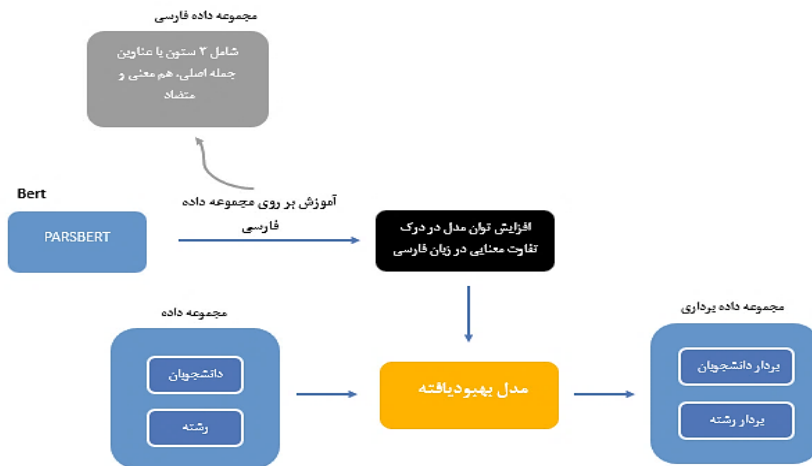 مجموعه داده فارسی
شامل ۳ ستون با عناوین
جمله اصلی، هم معنی و
متضاد
Bert
PARSBERT
آموزش بر روی مجموعه داده
فارسی
افزایش توان مدل در درک
تفاوت معنایی در زبان فارسی
مجموعه داده
دانشجویان
رشته
مدل بهبودیافته
مجموعه داده برداری
بردار دانشجویان
بردار رشته